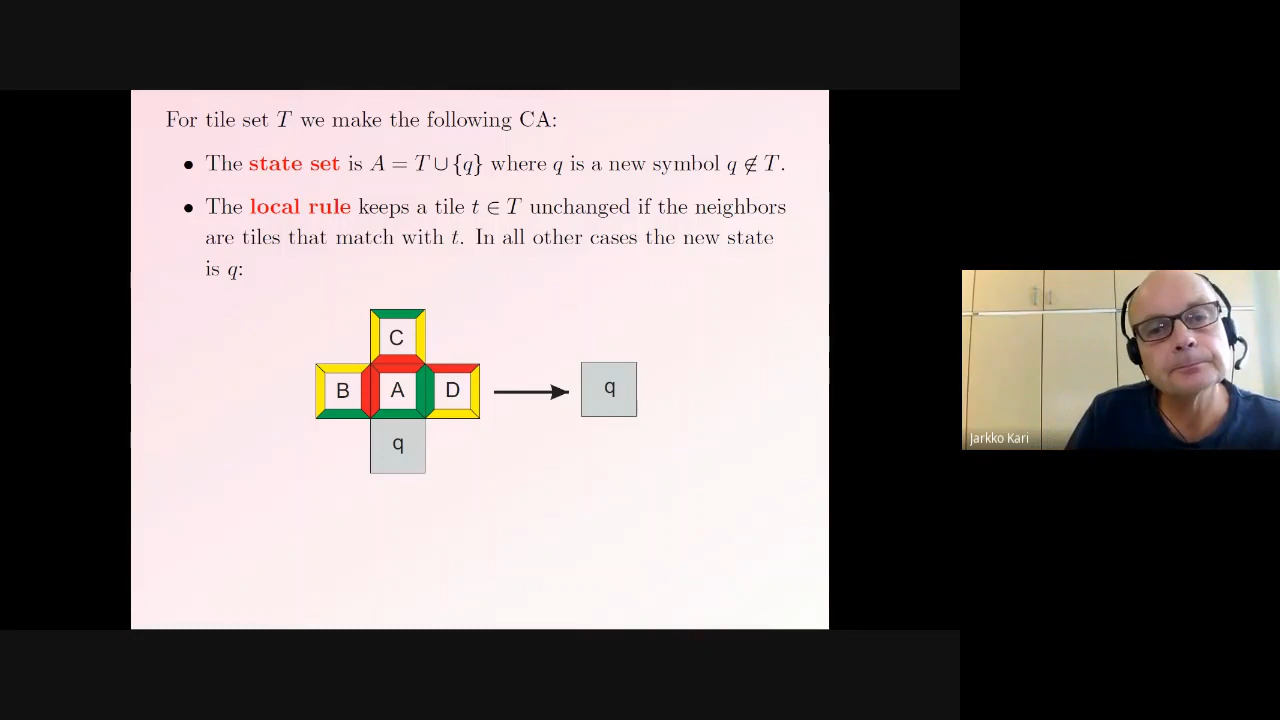 For tile set T we make the following CA:
• The state set is A = T ∪ {q} where q is a new symbol q ∉ T.
• The local rule keeps a tile t ∈ T unchanged if the neighbors
are tiles that match with t. In all other cases the new state
is q:
C
B A D q
q
Jarkko Kari